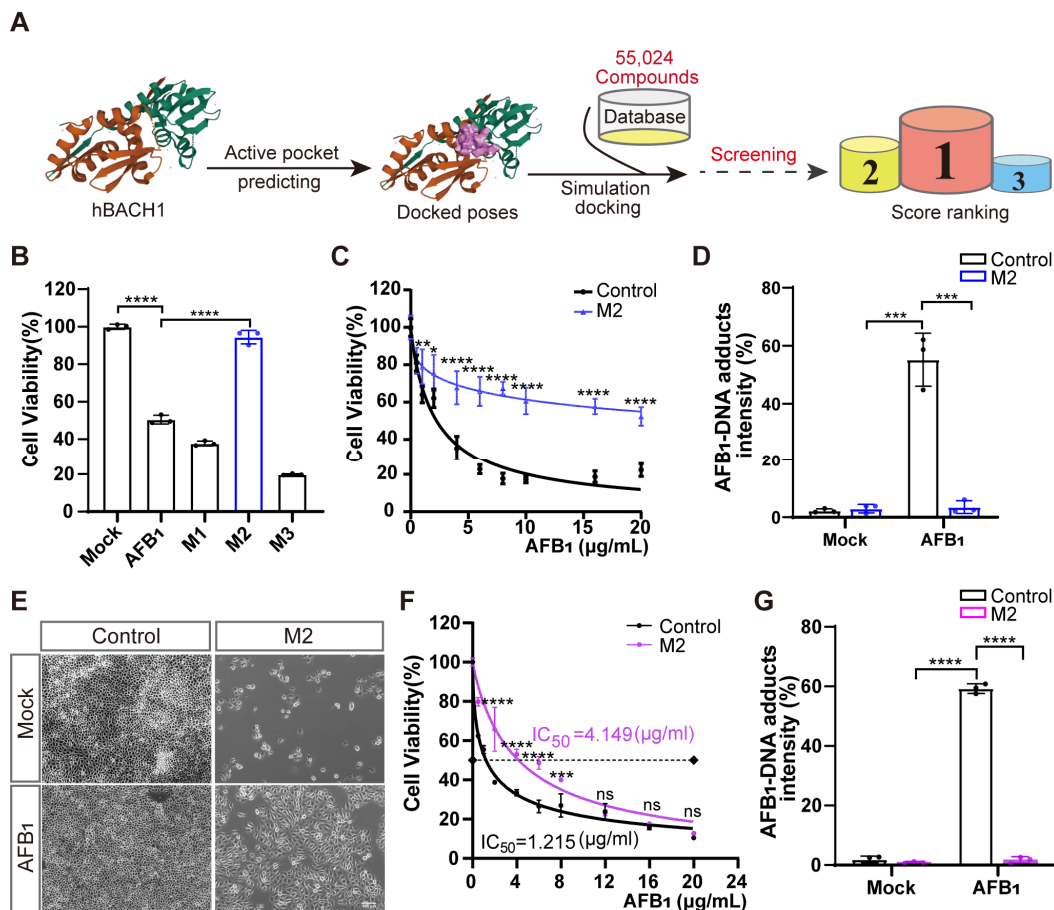 A
hBACH1
Active pocket
predicting
Docked poses
55,024
Compounds
Database
Simulation
docking
Screening
2
1
3
Score ranking
B
Cell Viability(%)
120
100
80
60
40
20
0
****
****
Mock
AFB1
M1
M2
M3
C
Cell Viability(%)
120
100
80
60
40
20
0
Control
M2
**
*
****
****
****
****
****
****
0
5
10
15
20
AFB1 (µg/mL)
D
AFB1-DNA adducts
intensity (%)
80
60
40
20
0
Control
M2
***
***
Mock
AFB1
E
Control
M2
Mock
AFB1
F
Cell Viability(%)
120
100
80
60
40
20
0
Control
M2
****
****
****
***
ns
ns
ns
IC50=4.149(µg/ml)
IC50=1.215(µg/ml)
0
4
8
12
16
20
24
AFB1 (µg/mL)
G
AFB1-DNA adducts
intensity (%)
80
60
40
20
0
Control
M2
****
****
Mock
AFB1